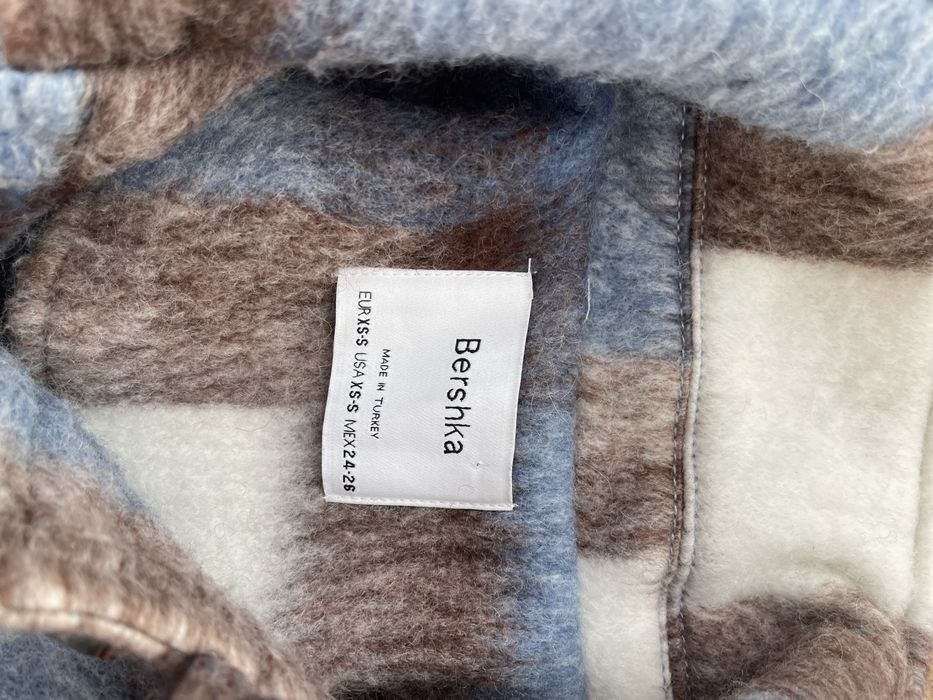 Bershka
MADE IN TURKEY
EUR XS-S USA XS-S MEX 24-26